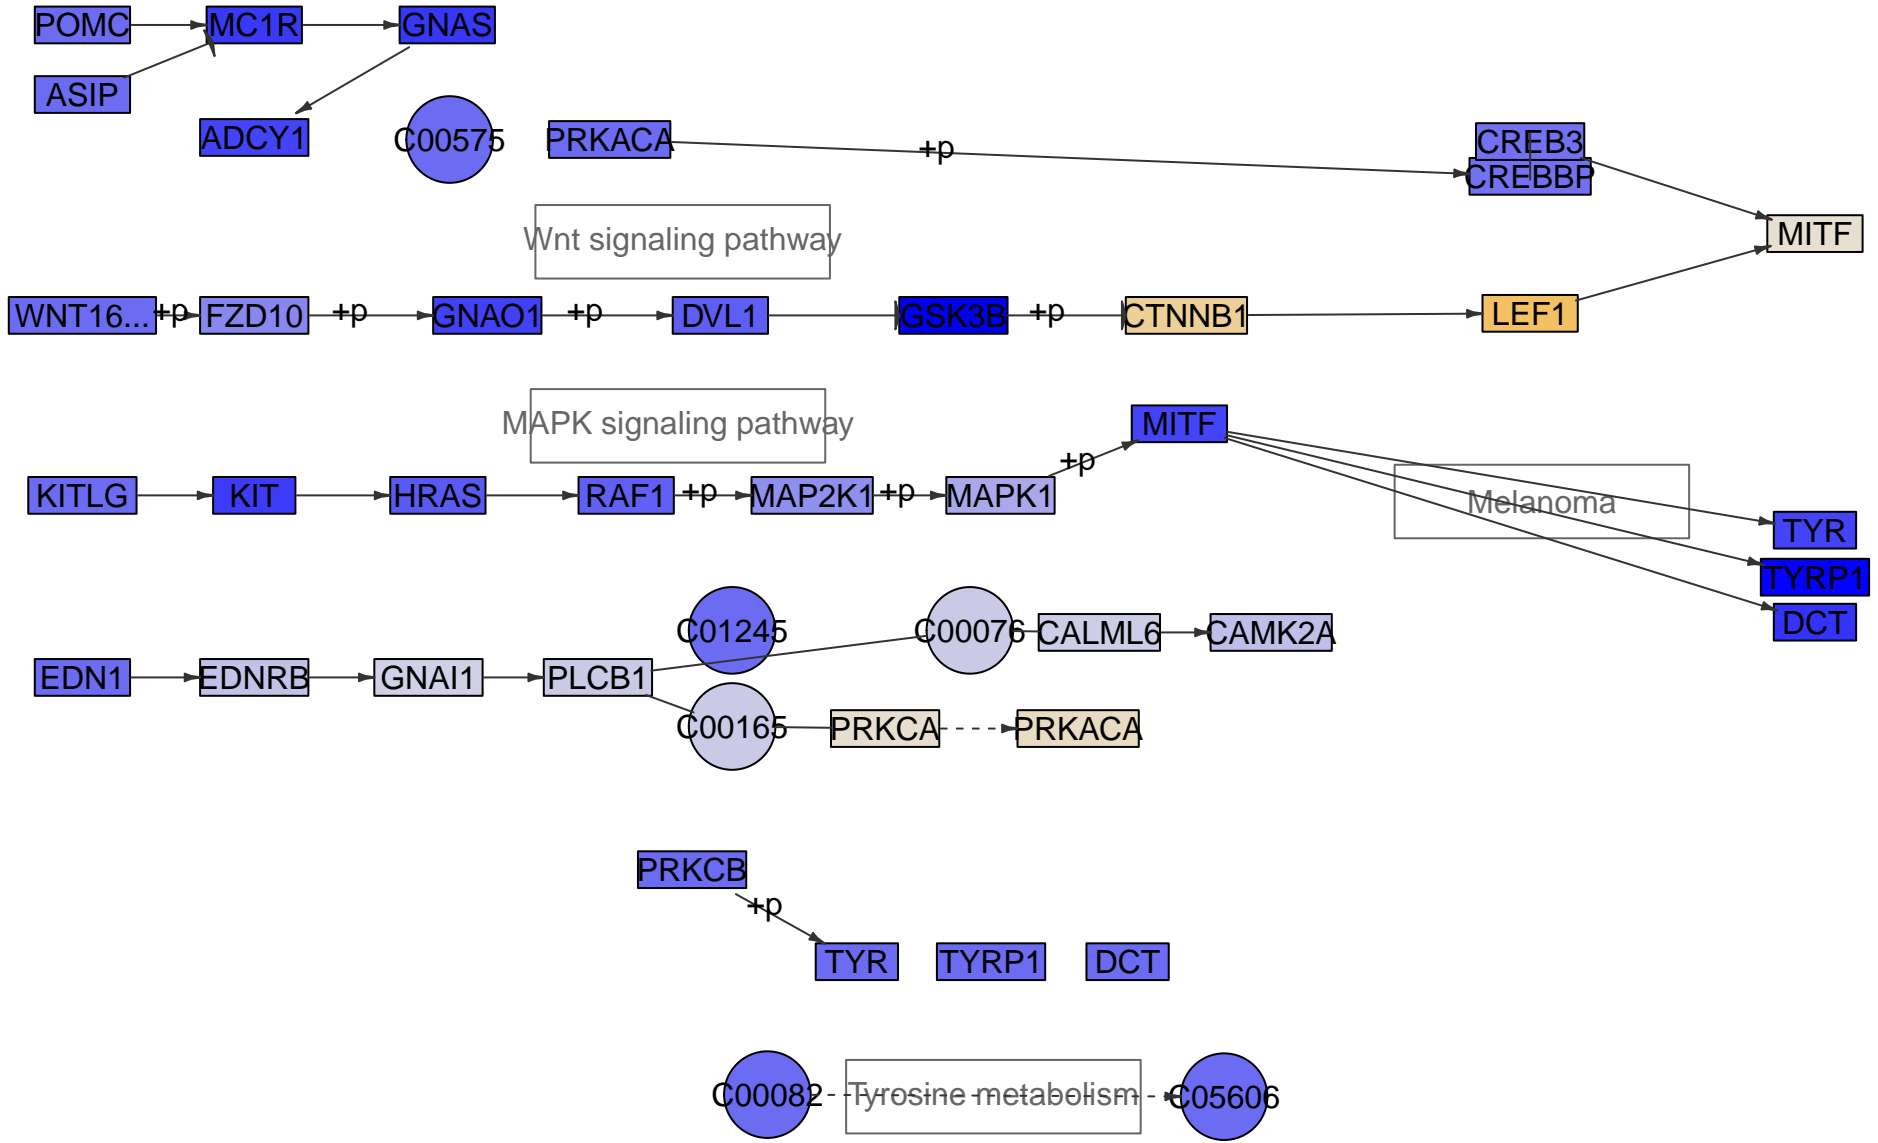 POMC
MC1R
GNAS
ASIP
ADCY1
C00575
PRKACA
+p
CREB3
CREBBP
MITF
Wnt signaling pathway
WNT16...
+p
FZD10
+p
GNAO1
+p
DVL1
GSK3B
+p
CTNNB1
LEF1
MAPK signaling pathway
MITF
+p
KITLG
KIT
HRAS
RAF1
+p
MAP2K1
+p
MAPK1
Melanoma
TYR
TYRP1
DCT
C01245
C00076
CALML6
CAMK2A
EDN1
EDNRB
GNAI1
PLCB1
C00165
PRKCA
PRKACA
PRKCB
+p
TYR
TYRP1
DCT
C00082
Tyrosine metabolism
C05606